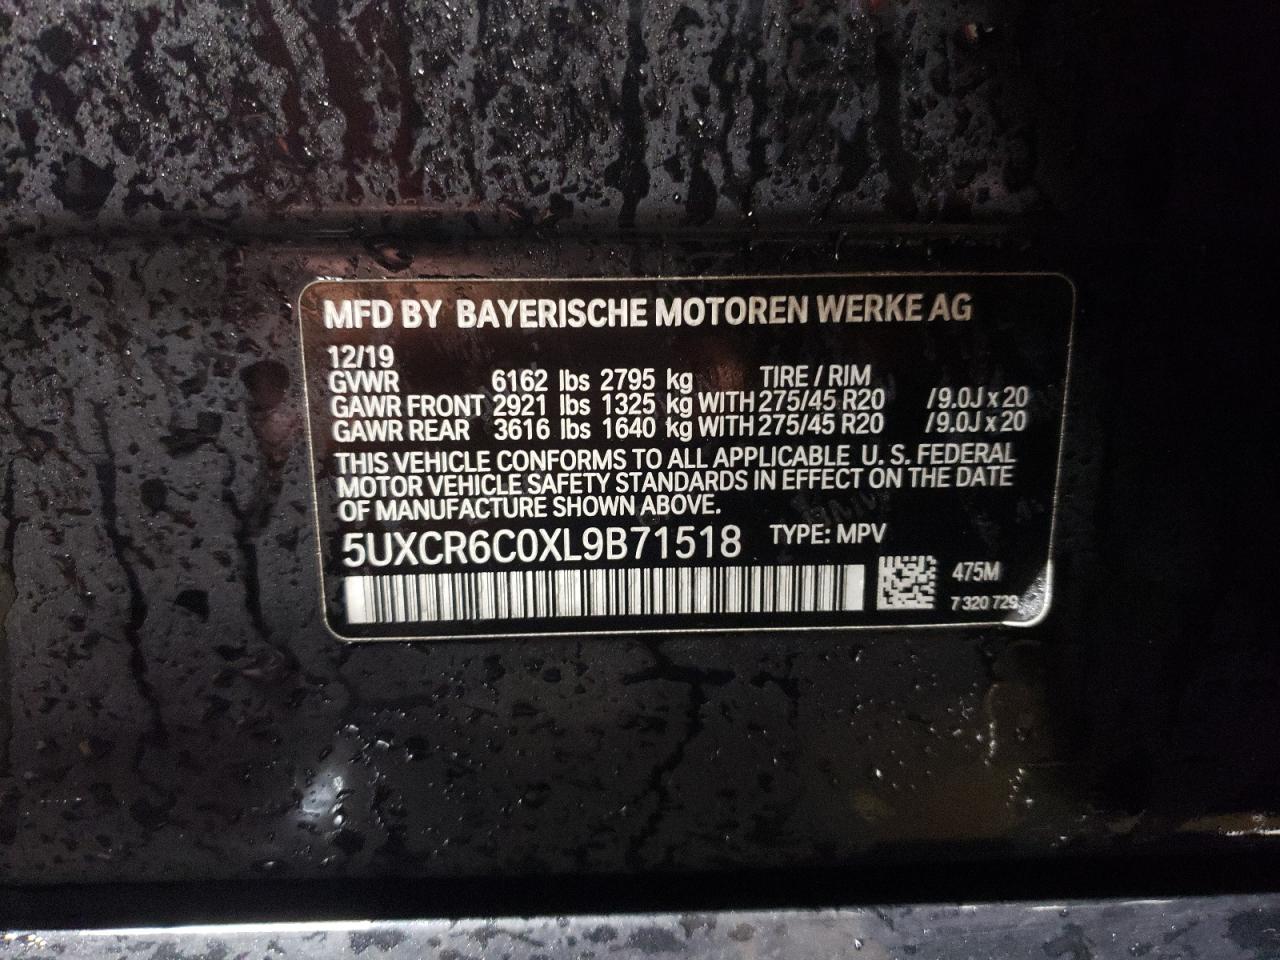 MFD BY BAYERISCHE MOTOREN WERKE AG
12/19
GVWR 6162 lbs 2795 kg TIRE / RIM
GAWR FRONT 2921 lbs 1325 kg WITH 275/45 R20 /9.0J x 20
GAWR REAR 3616 lbs 1640 kg WITH 275/45 R20 /9.0J x 20
THIS VEHICLE CONFORMS TO ALL APPLICABLE U. S. FEDERAL
MOTOR VEHICLE SAFETY STANDARDS IN EFFECT ON THE DATE
OF MANUFACTURE SHOWN ABOVE.
5UXCR6C0XL9B71518 TYPE: MPV
475M
7 320 729